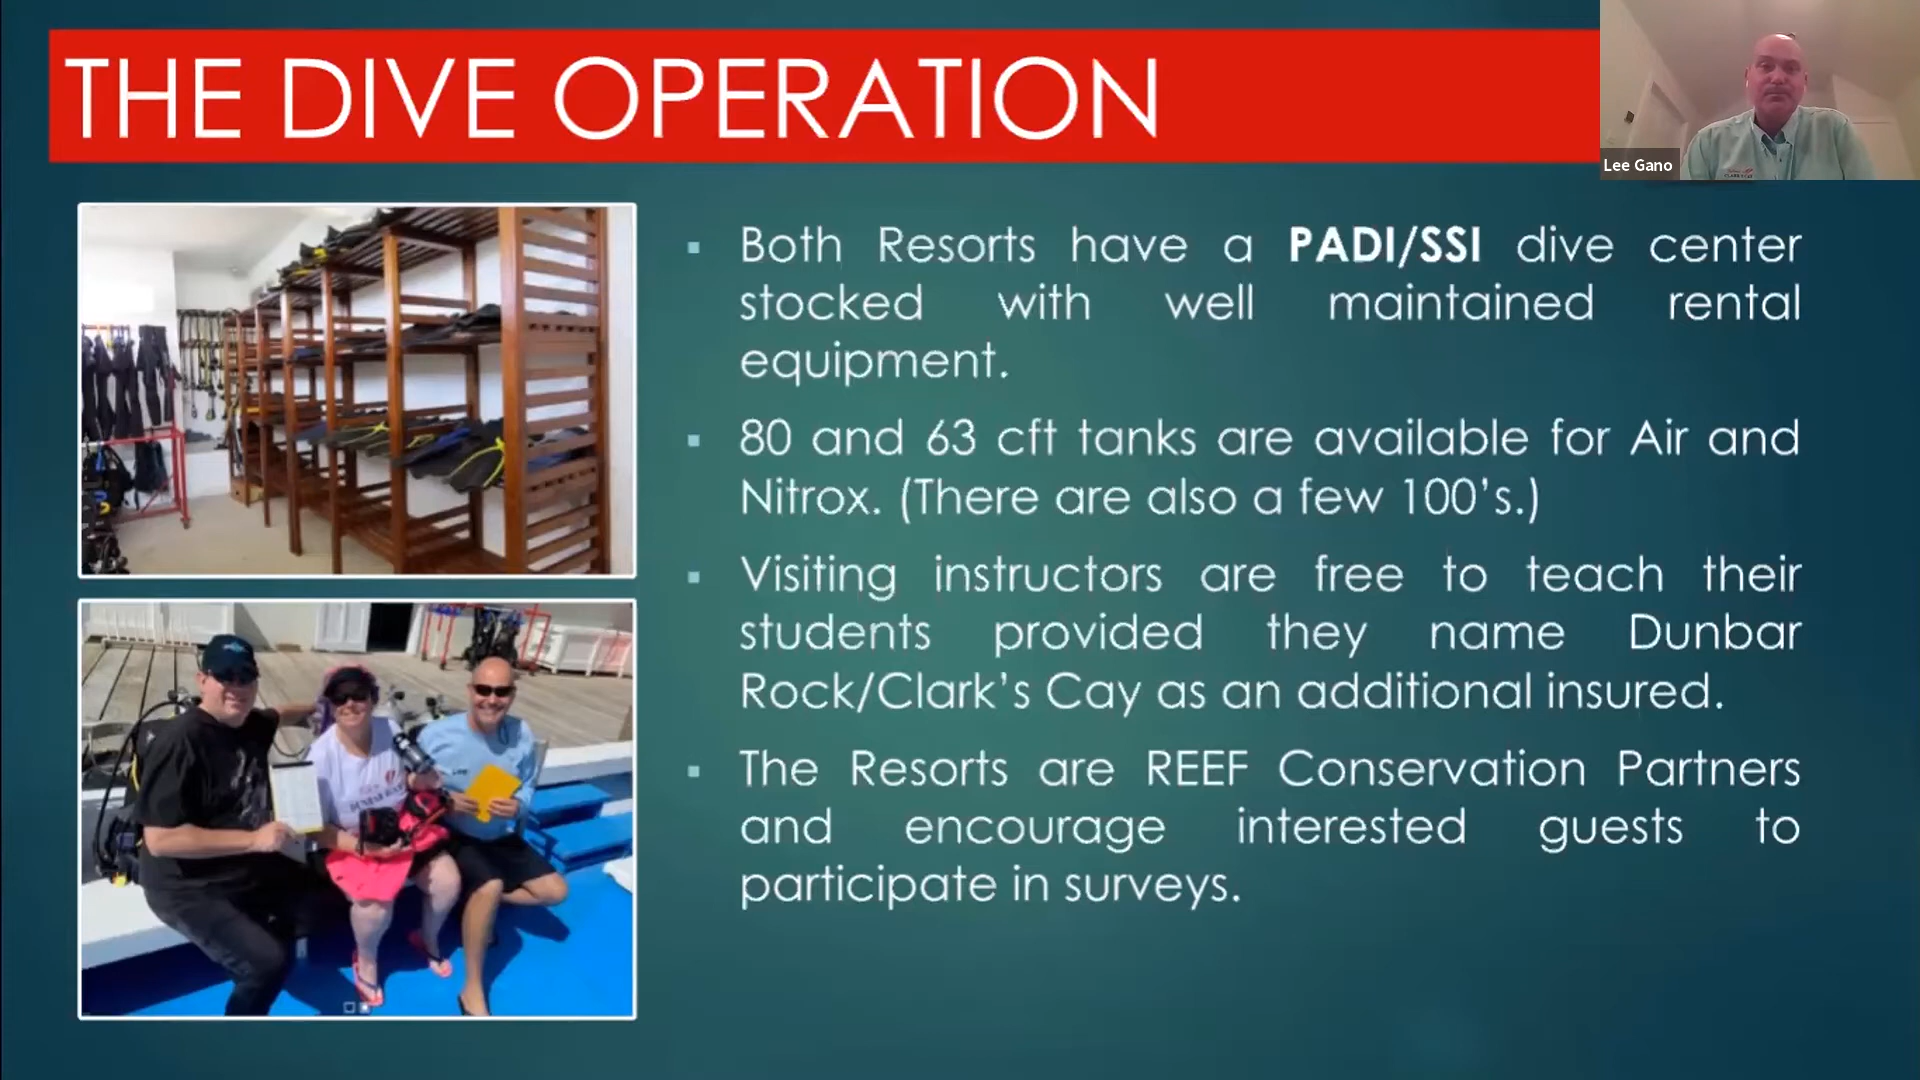 THE DIVE OPERATION
Lee Gano
Both Resorts have a PADI/SSI dive center
stocked with well maintained rental
equipment.
80 and 63 cft tanks are available for Air and
Nitrox. (There are also a few 100’s.)
Visiting instructors are free to teach their
students provided they name Dunbar
Rock/Clark’s Cay as an additional insured.
The Resorts are REEF Conservation Partners
and encourage interested guests to
participate in surveys.